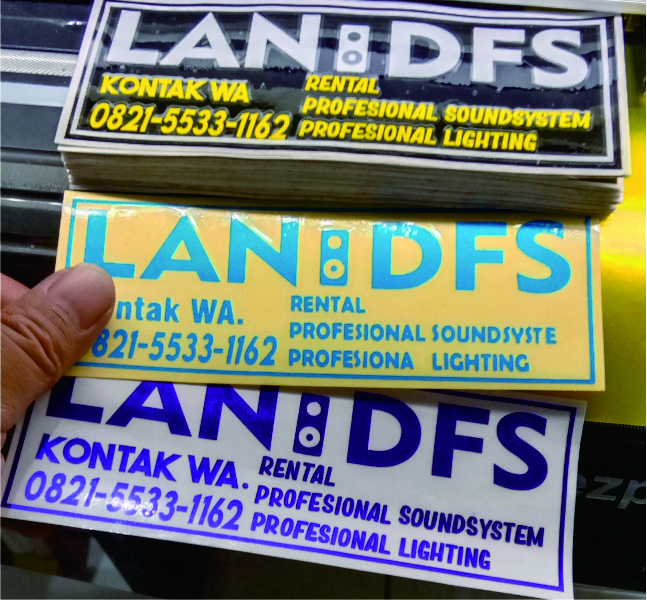 LAN DFS
KONTAK WA
0821-5533-1162
RENTAL
PROFESIONAL SOUNDSYSTEM
PROFESIONAL LIGHTING
LAN DFS
ntak WA.
821-5533-1162
RENTAL
PROFESIONAL SOUNDSYSTE
PROFESIONA LIGHTING
LAN DFS
KONTAK WA.
0821-5533-1162
RENTAL
PROFESIONAL SOUNDSYSTEM
PROFESIONAL LIGHTING